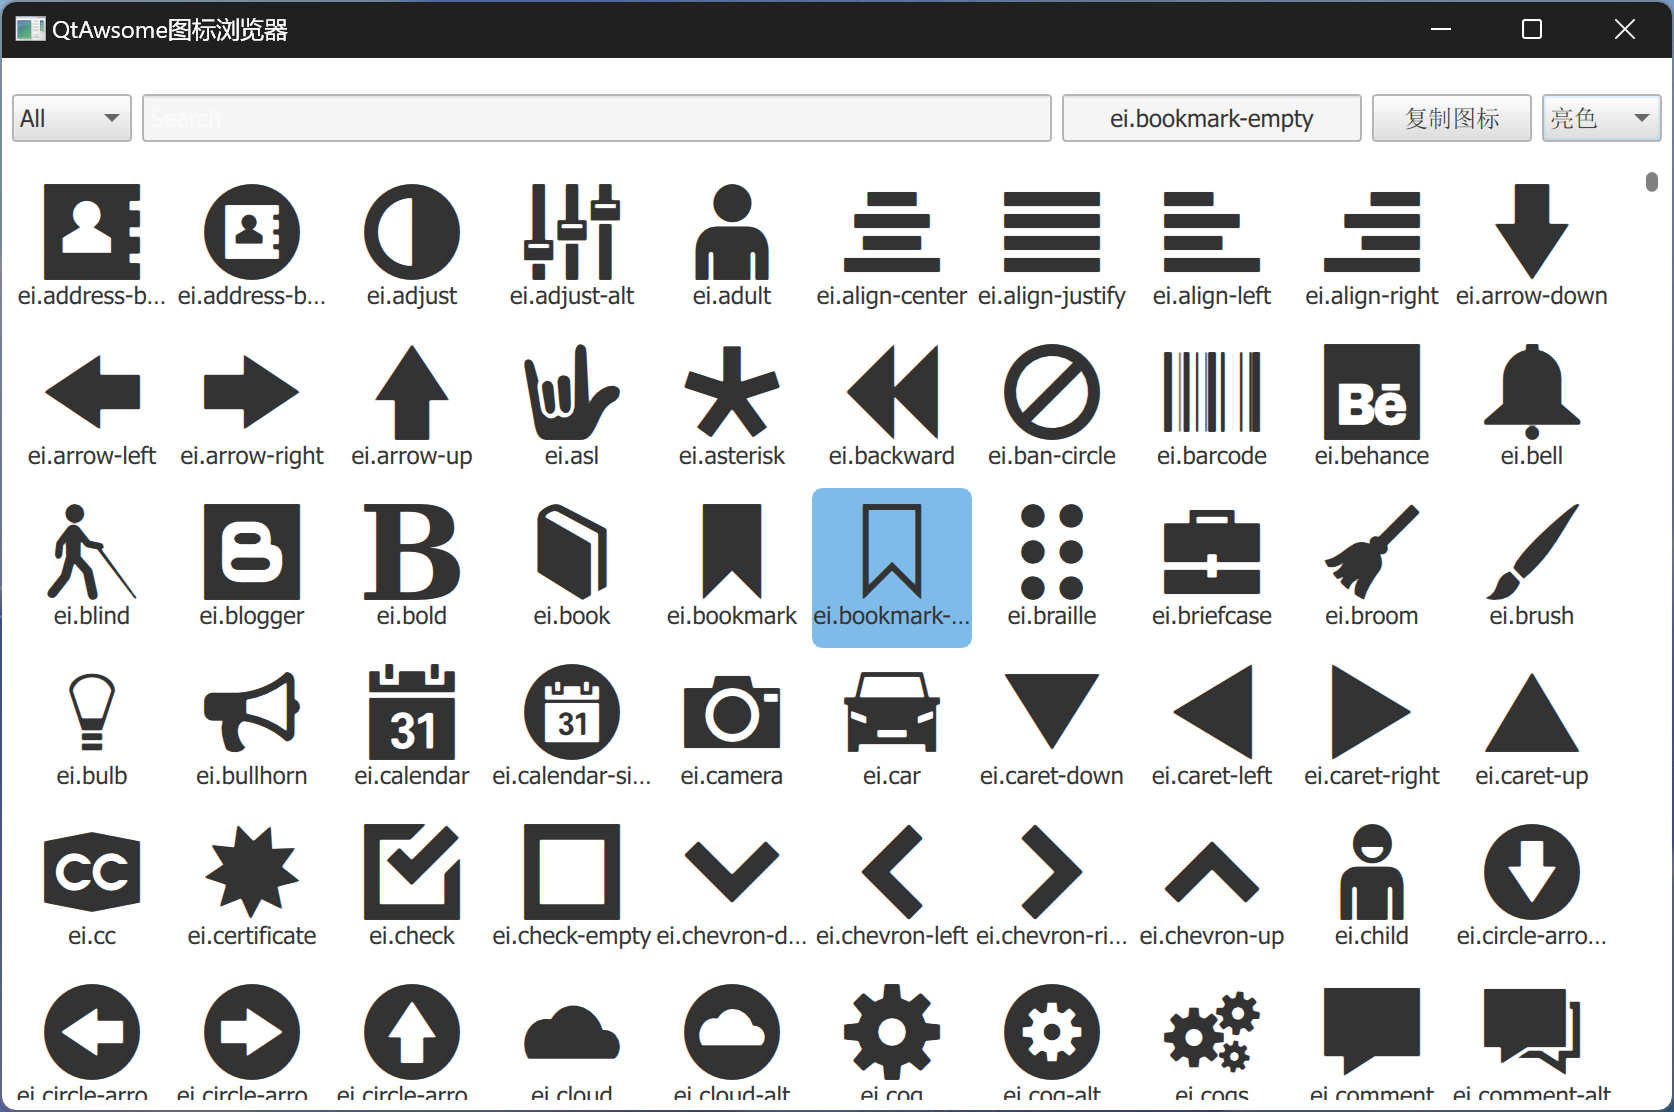 QtAwsome图标浏览器
All Search ei.bookmark-empty 复制图标 亮色
ei.address-b... ei.address-b... ei.adjust ei.adjust-alt ei.adult ei.align-center ei.align-justify ei.align-left ei.align-right ei.arrow-down
Bē
ei.arrow-left ei.arrow-right ei.arrow-up ei.asl ei.asterisk ei.backward ei.ban-circle ei.barcode ei.behance ei.bell
B B
ei.blind ei.blogger ei.bold ei.book ei.bookmark ei.bookmark-... ei.braille ei.briefcase ei.broom ei.brush
31 31
ei.bulb ei.bullhorn ei.calendar ei.calendar-si... ei.camera ei.car ei.caret-down ei.caret-left ei.caret-right ei.caret-up
CC
ei.cc ei.certificate ei.check ei.check-empty ei.chevron-d... ei.chevron-left ei.chevron-ri... ei.chevron-up ei.child ei.circle-arro...
ei.circle-arro ei.circle-arro ei.circle-arro ei.cloud ei.cloud-alt ei.cog ei.cog-alt ei.cogs ei.comment ei.comment-alt